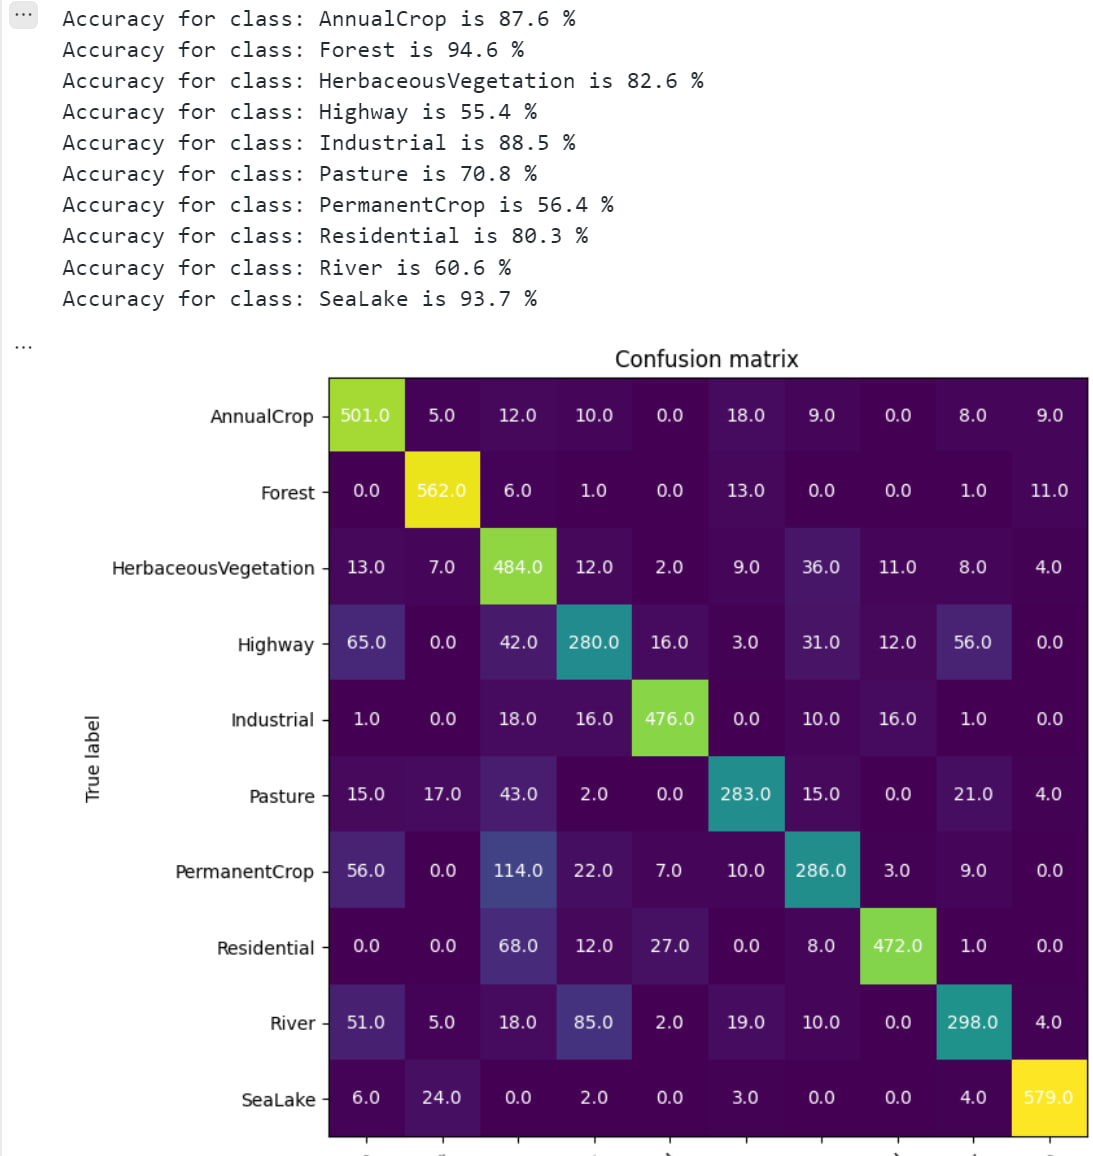 Accuracy for class: AnnualCrop is 87.6 %
Accuracy for class: Forest is 94.6 %
Accuracy for class: HerbaceousVegetation is 82.6 %
Accuracy for class: Highway is 55.4 %
Accuracy for class: Industrial is 88.5 %
Accuracy for class: Pasture is 70.8 %
Accuracy for class: PermanentCrop is 56.4 %
Accuracy for class: Residential is 80.3 %
Accuracy for class: River is 60.6 %
Accuracy for class: SeaLake is 93.7 %
Confusion matrix
True label
AnnualCrop 501.0 5.0 12.0 10.0 0.0 18.0 9.0 0.0 8.0 9.0
Forest 0.0 562.0 6.0 1.0 0.0 13.0 0.0 0.0 1.0 11.0
HerbaceousVegetation 13.0 7.0 484.0 12.0 2.0 9.0 36.0 11.0 8.0 4.0
Highway 65.0 0.0 42.0 280.0 16.0 3.0 31.0 12.0 56.0 0.0
Industrial 1.0 0.0 18.0 16.0 476.0 0.0 10.0 16.0 1.0 0.0
Pasture 15.0 17.0 43.0 2.0 0.0 283.0 15.0 0.0 21.0 4.0
PermanentCrop 56.0 0.0 114.0 22.0 7.0 10.0 286.0 3.0 9.0 0.0
Residential 0.0 0.0 68.0 12.0 27.0 0.0 8.0 472.0 1.0 0.0
River 51.0 5.0 18.0 85.0 2.0 19.0 10.0 0.0 298.0 4.0
SeaLake 6.0 24.0 0.0 2.0 0.0 3.0 0.0 0.0 4.0 579.0